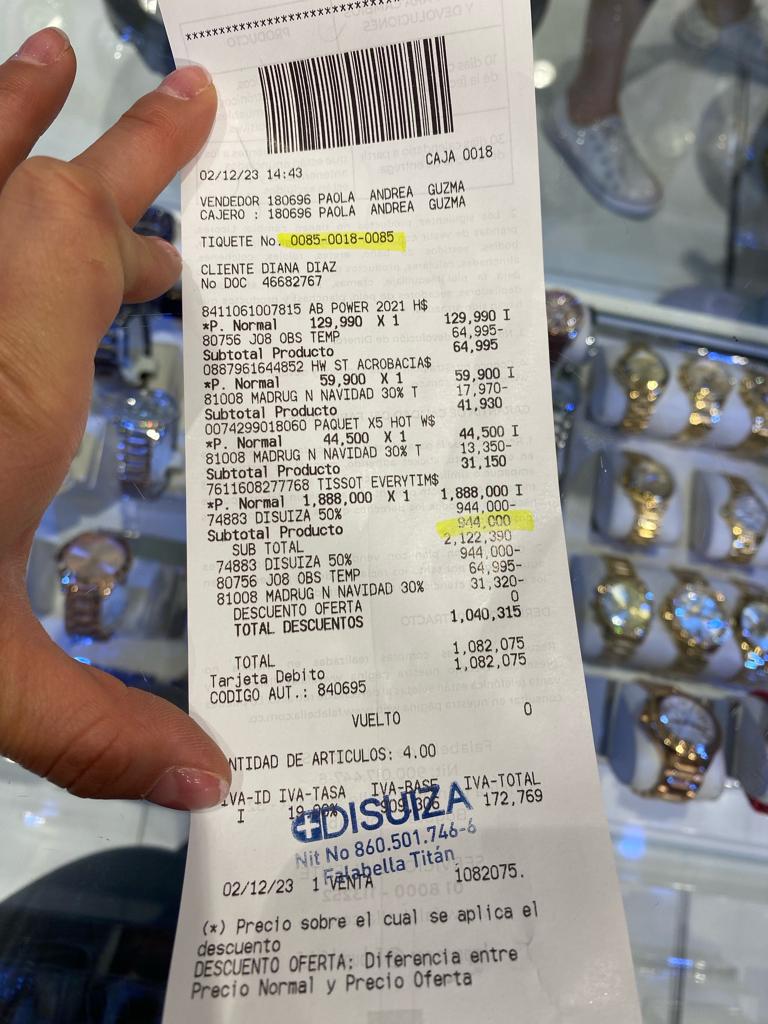 ********************************
CAJA 0018
02/12/23 14:43
VENDEDOR 180696 PAOLA ANDREA GUZMA
CAJERO : 180696 PAOLA ANDREA GUZMA
TIQUETE No. 0085-0018-0085
CLIENTE DIANA DIAZ
No DOC 46682767
8411061007815 AB POWER 2021 H$
*P. Normal 129,990 X 1 129,990 I
80756 J08 OBS TEMP 64,995-
Subtotal Producto 64,995
0887961644852 HW ST ACROBACIA$
*P. Normal 59,900 X 1 59,900 I
81008 MADRUG N NAVIDAD 30% T 17,970-
Subtotal Producto 41,930
0074299018060 PAQUET X5 HOT W$
*P. Normal 44,500 X 1 44,500 I
81008 MADRUG N NAVIDAD 30% T 13,350-
Subtotal Producto 31,150
7611608277768 TISSOT EVERYTIM$
*P. Normal 1,888,000 X 1 1,888,000 I
74883 DISUIZA 50% 944,000-
Subtotal Producto 944,000
SUB TOTAL 2,122,390
74883 DISUIZA 50% 944,000-
80756 J08 OBS TEMP 64,995-
81008 MADRUG N NAVIDAD 30% 31,320-
DESCUENTO OFERTA 0
TOTAL DESCUENTOS 1,040,315
TOTAL 1,082,075
Tarjeta Debito 1,082,075
CODIGO AUT.: 840695
VUELTO 0
NTIDAD DE ARTICULOS: 4.00
IVA-ID IVA-TASA IVA-BASE IVA-TOTAL
I 19.00% 909,306 172,769
DISUIZA
Nit No 860.501.746-6
Falabella Titán
02/12/23 1 VENTA 1082075.
(*) Precio sobre el cual se aplica el
descuento
DESCUENTO OFERTA: Diferencia entre
Precio Normal y Precio Oferta